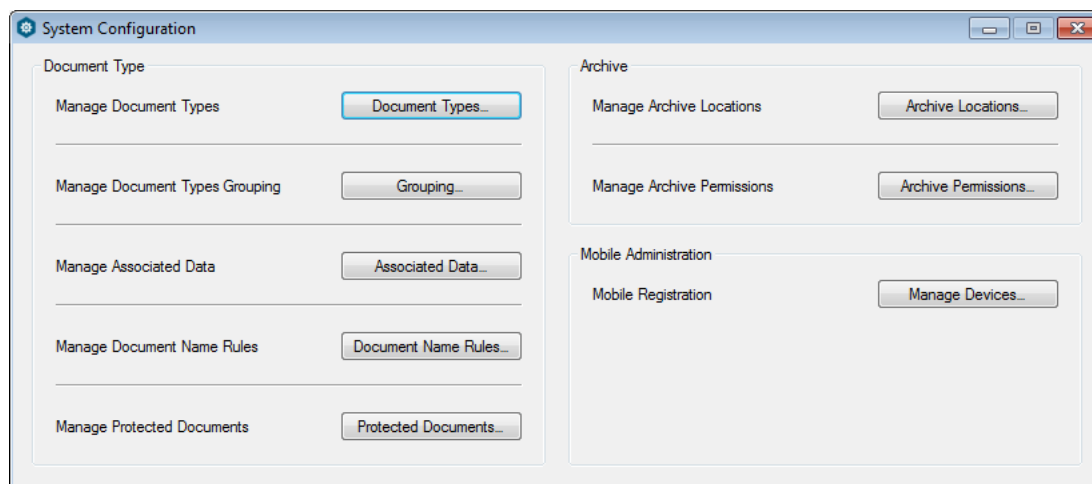 System Configuration
Document Type
Manage Document Types
Document Types...
Manage Document Types Grouping
Grouping...
Manage Associated Data
Associated Data...
Manage Document Name Rules
Document Name Rules...
Manage Protected Documents
Protected Documents...
Archive
Manage Archive Locations
Archive Locations...
Manage Archive Permissions
Archive Permissions...
Mobile Administration
Mobile Registration
Manage Devices...